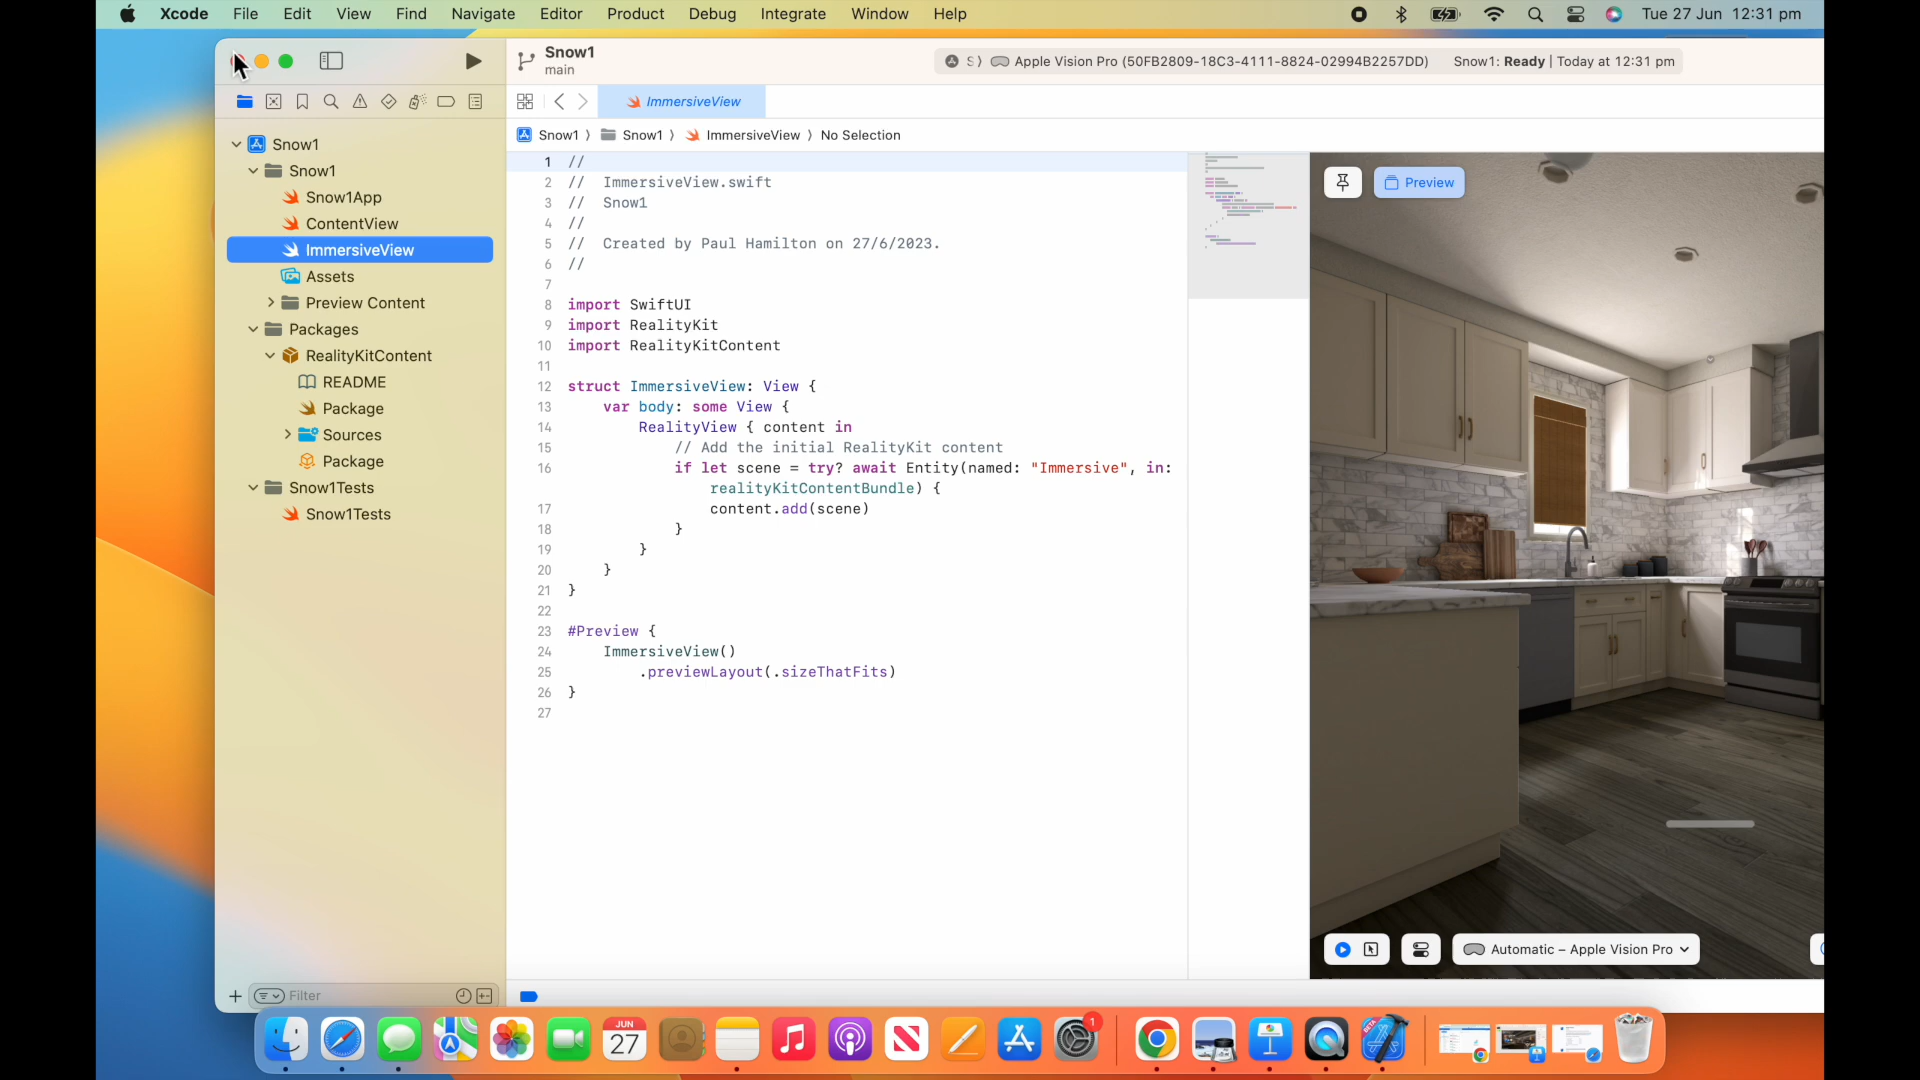 Xcode File Edit View Find Navigate Editor Product Debug Integrate Window Help
Tue 27 Jun 12:31 pm
Snow1
main
S ⟩ Apple Vision Pro (50FB2809-18C3-4111-8824-02994B2257DD) Snow1: Ready | Today at 12:31 pm
ImmersiveView
Snow1 ⟩ Snow1 ⟩ ImmersiveView ⟩ No Selection
Snow1
Snow1
Snow1App
ContentView
ImmersiveView
Assets
Preview Content
Packages
RealityKitContent
README
Package
Sources
Package
Snow1Tests
Snow1Tests
Filter
1 //
2 //  ImmersiveView.swift
3 //  Snow1
4 //
5 //  Created by Paul Hamilton on 27/6/2023.
6 //
7
8 import SwiftUI
9 import RealityKit
10 import RealityKitContent
11
12 struct ImmersiveView: View {
13     var body: some View {
14         RealityView { content in
15             // Add the initial RealityKit content
16             if let scene = try? await Entity(named: "Immersive", in:
realityKitContentBundle) {
17                 content.add(scene)
18             }
19         }
20     }
21 }
22
23 #Preview {
24     ImmersiveView()
25         .previewLayout(.sizeThatFits)
26 }
27
Preview
Automatic – Apple Vision Pro
JUN
27
1